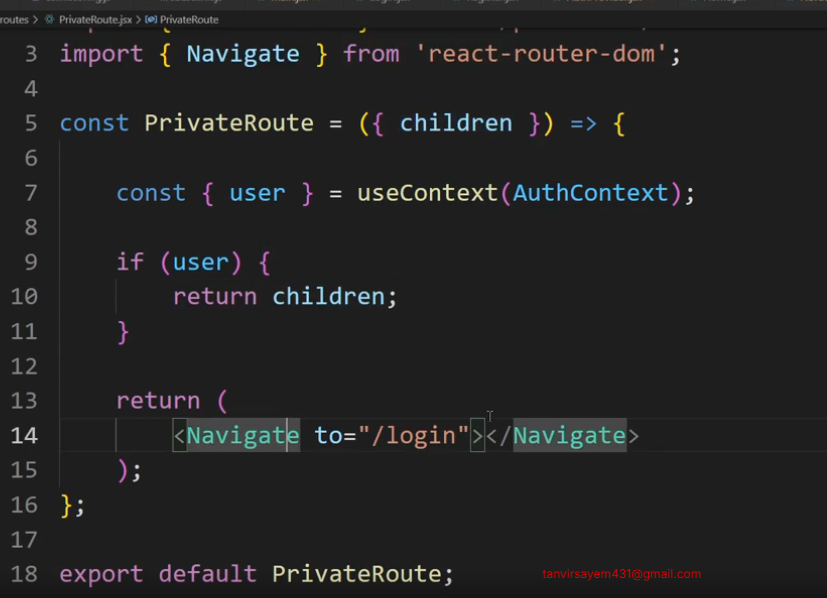 routes > PrivateRoute.jsx > PrivateRoute
3 import { Navigate } from 'react-router-dom';
4
5 const PrivateRoute = ({ children }) => {
6
7 const { user } = useContext(AuthContext);
8
9 if (user) {
10 return children;
11 }
12
13 return (
14 <Navigate to="/login"></Navigate>
15 );
16 };
17
18 export default PrivateRoute;
tanvirsayem431@gmail.com